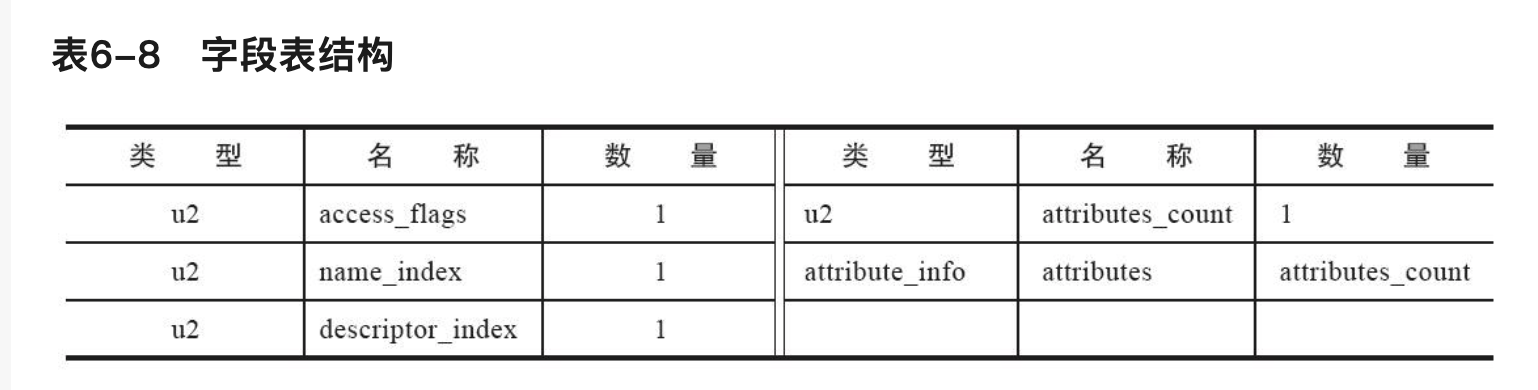 表6-8 字段表结构
类 型 名 称 数 量 类 型 名 称 数 量
u2 access_flags 1 u2 attributes_count 1
u2 name_index 1 attribute_info attributes attributes_count
u2 descriptor_index 1